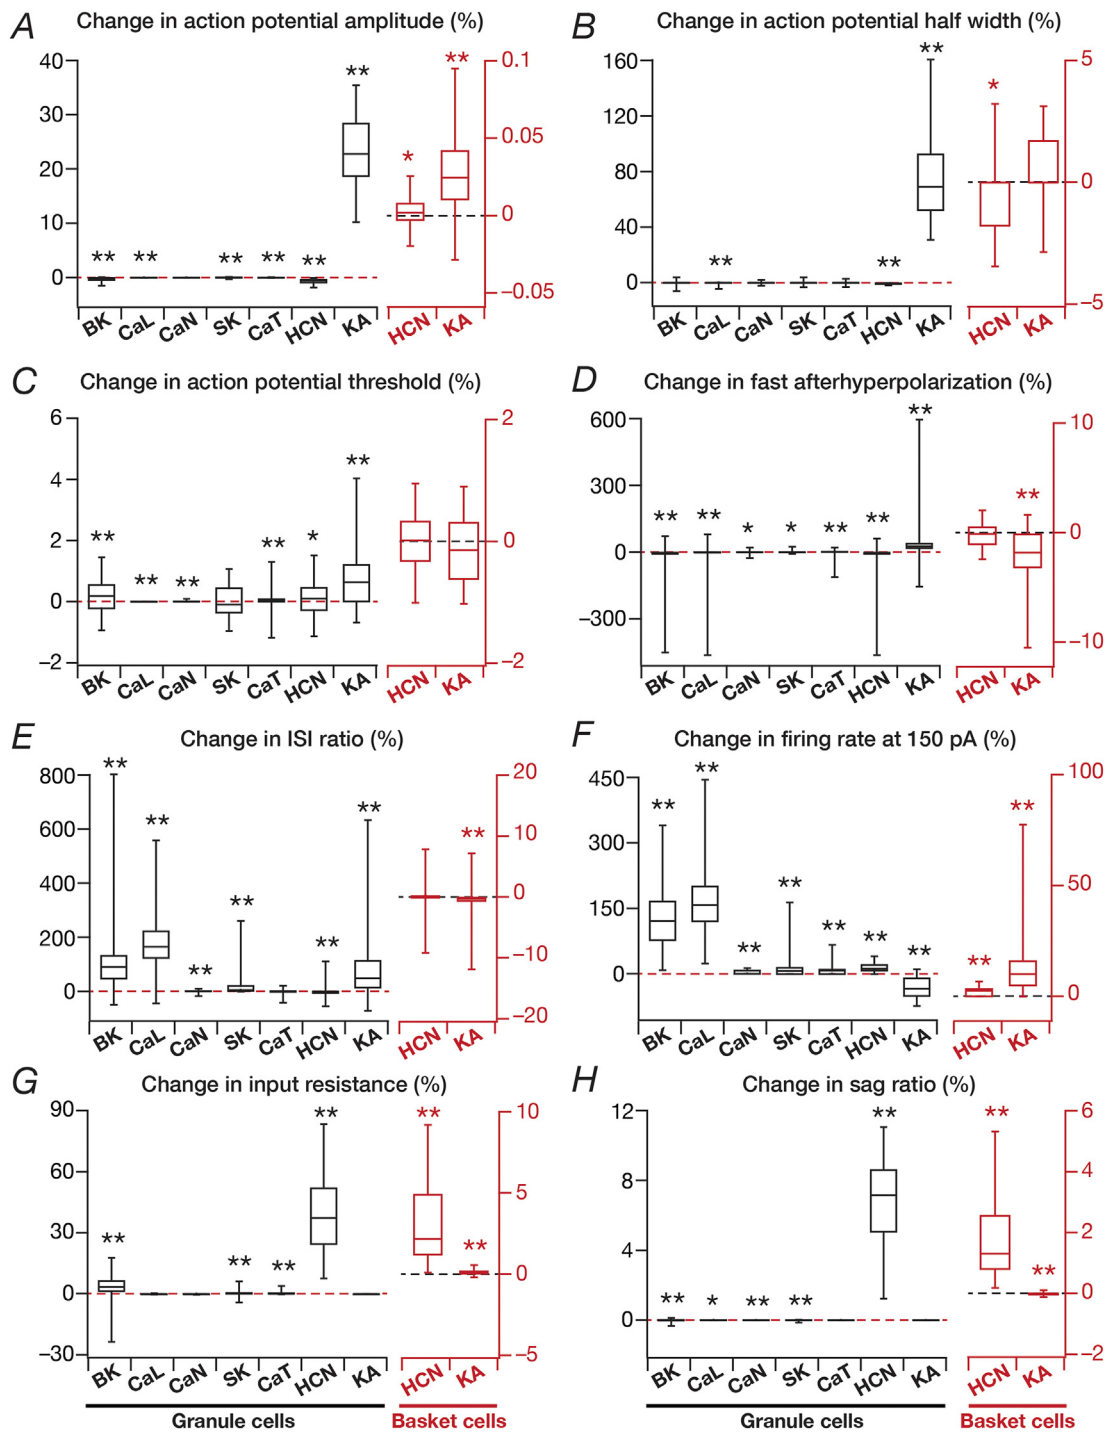 A Change in action potential amplitude (%)
40
30
20
10
0
** ** ** ** ** **
* **
0.1
0.05
0
−0.05
BK CaL CaN SK CaT HCN KA HCN KA
B Change in action potential half width (%)
160
120
80
40
0
** ** **
*
5
0
−5
BK CaL CaN SK CaT HCN KA HCN KA
C Change in action potential threshold (%)
6
4
2
0
−2
** ** ** ** * **
2
0
−2
BK CaL CaN SK CaT HCN KA HCN KA
D Change in fast afterhyperpolarization (%)
600
300
0
−300
** ** * * ** ** **
**
10
0
−10
BK CaL CaN SK CaT HCN KA HCN KA
E Change in ISI ratio (%)
800
600
400
200
0
** ** ** ** ** **
**
20
10
0
−10
−20
BK CaL CaN SK CaT HCN KA HCN KA
F Change in firing rate at 150 pA (%)
450
300
150
0
** ** ** ** ** ** **
** **
100
50
0
BK CaL CaN SK CaT HCN KA HCN KA
G Change in input resistance (%)
90
60
30
0
−30
** ** ** **
** **
10
5
0
−5
BK CaL CaN SK CaT HCN KA HCN KA
Granule cells Basket cells
H Change in sag ratio (%)
12
8
4
0
** * ** ** **
** **
6
4
2
0
−2
BK CaL CaN SK CaT HCN KA HCN KA
Granule cells Basket cells